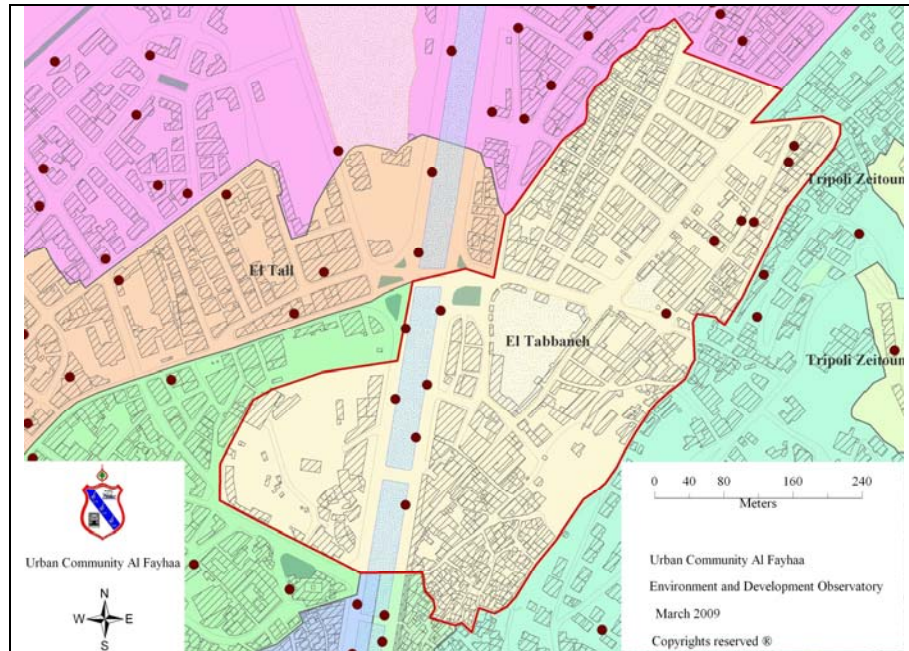 Tripoli Zeitoun
El Tall
El Tabbaneh
Tripoli Zeitoun
Urban Community Al Fayhaa
N
W E
S
0 40 80 160 240
Meters
Urban Community Al Fayhaa
Environment and Development Observatory
March 2009
Copyrights reserved ®